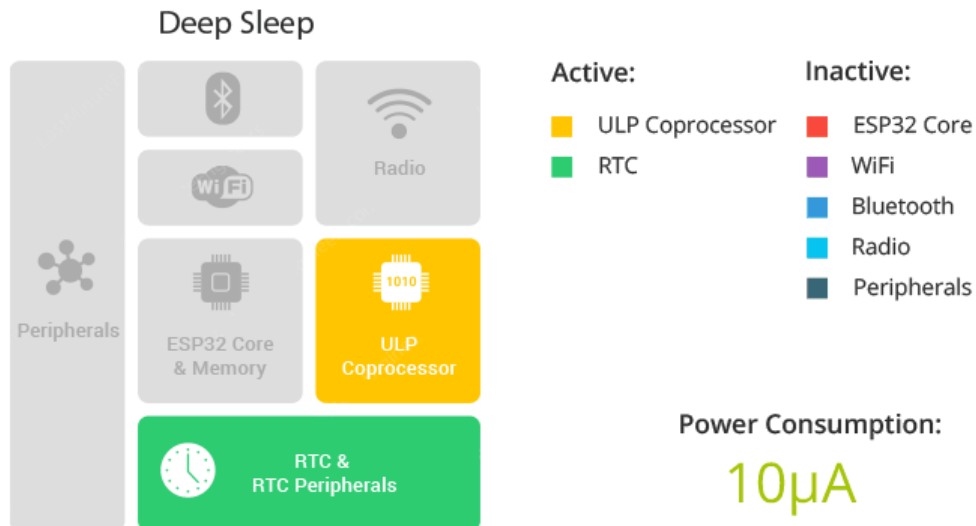 Deep Sleep
Active:
ULP Coprocessor
RTC
Inactive:
ESP32 Core
WiFi
Bluetooth
Radio
Peripherals
WiFi
Radio
Peripherals
ESP32 Core
& Memory
1010
ULP
Coprocessor
RTC &
RTC Peripherals
Power Consumption:
10µA